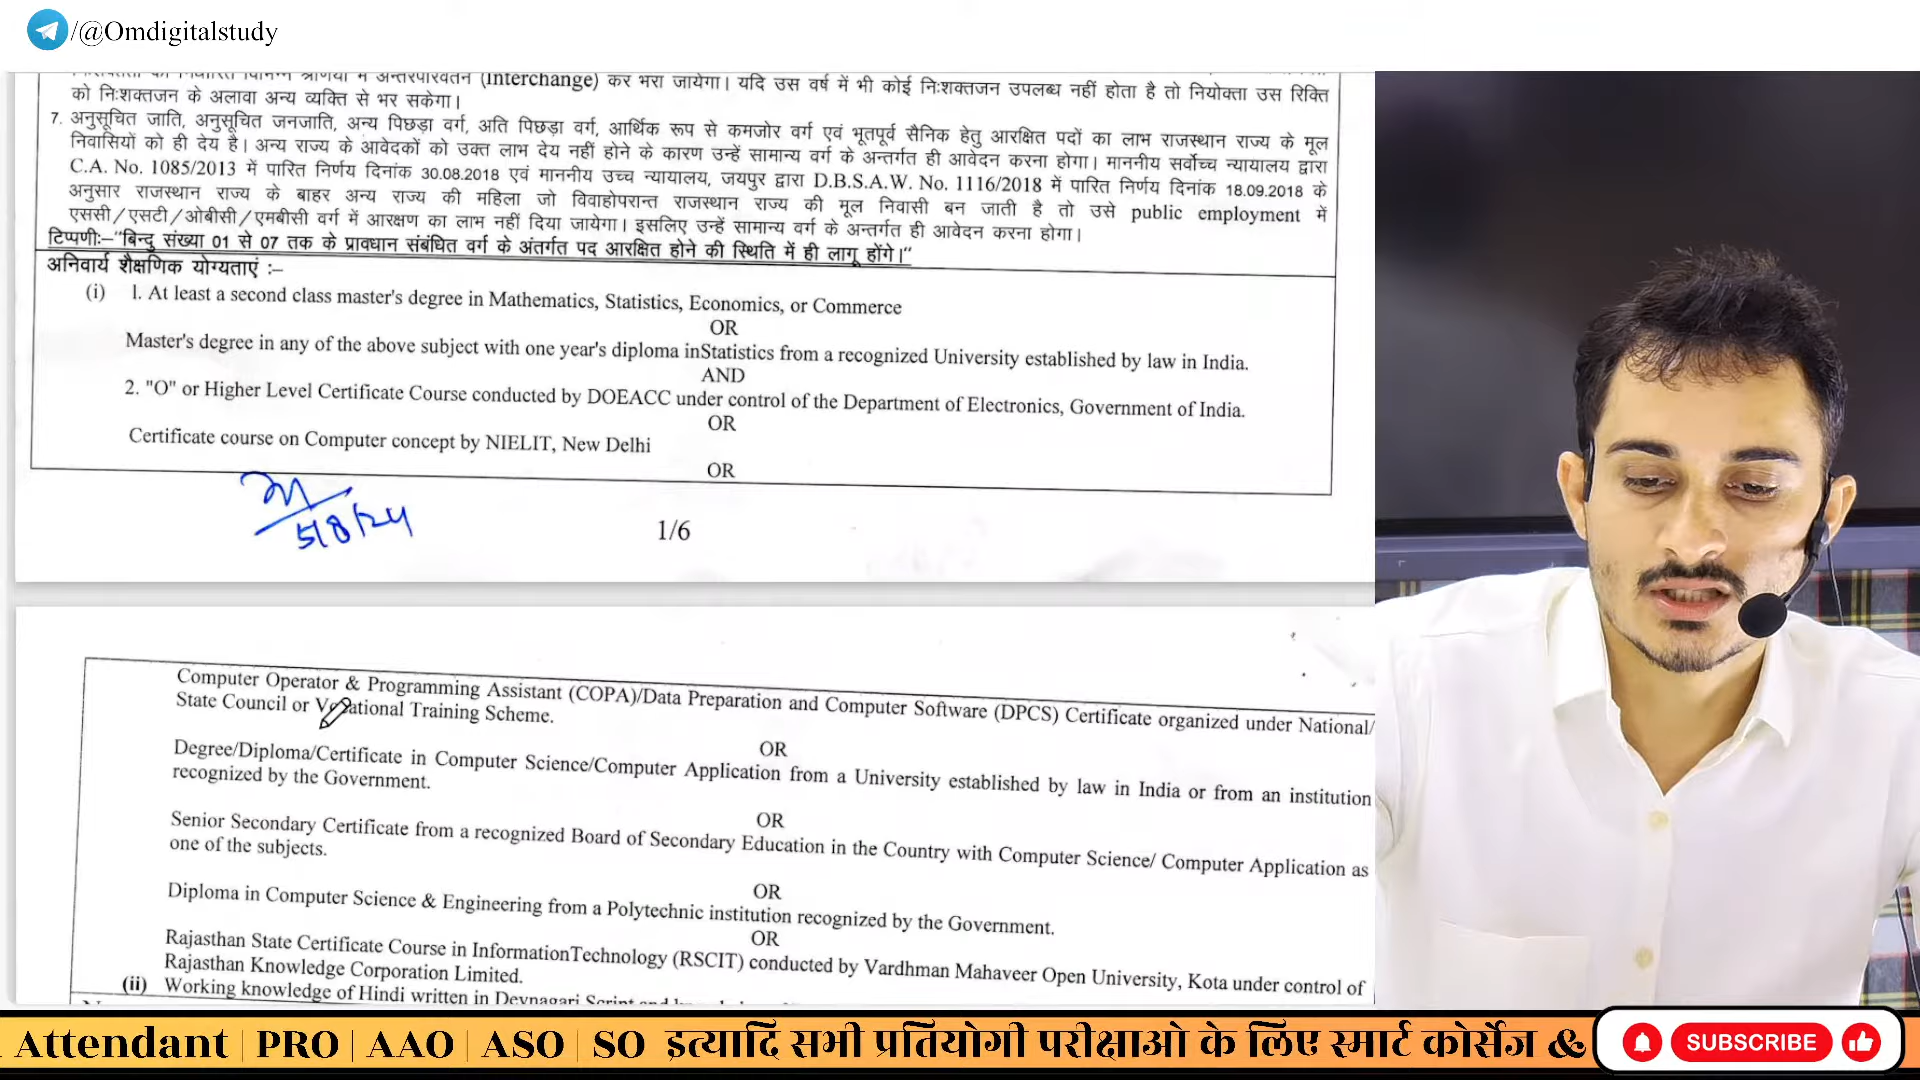 /@Omdigitalstudy
(Interchange) कर भरा जायेगा। यदि उस वर्ष में भी कोई निःशक्तजन उपलब्ध नहीं होता है तो नियोक्ता उस रिक्ति
को निःशक्तजन के अलावा अन्य व्यक्ति से भर सकेगा।
7. अनुसूचित जाति, अनुसूचित जनजाति, अन्य पिछड़ा वर्ग, अति पिछड़ा वर्ग, आर्थिक रूप से कमजोर वर्ग एवं भूतपूर्व सैनिक हेतु आरक्षित पदों का लाभ राजस्थान राज्य के मूल
निवासियों को ही देय है। अन्य राज्य के आवेदकों को उक्त लाभ देय नहीं होने के कारण उन्हें सामान्य वर्ग के अन्तर्गत ही आवेदन करना होगा। माननीय सर्वोच्च न्यायालय द्वारा
C.A. No. 1085/2013 में पारित निर्णय दिनांक 30.08.2018 एवं माननीय उच्च न्यायालय, जयपुर द्वारा D.B.S.A.W. No. 1116/2018 में पारित निर्णय दिनांक 18.09.2018 के
अनुसार राजस्थान राज्य के बाहर अन्य राज्य की महिला जो विवाहोपरान्त राजस्थान राज्य की मूल निवासी बन जाती है तो उसे public employment में
एससी/एसटी/ओबीसी/एमबीसी वर्ग में आरक्षण का लाभ नहीं दिया जायेगा। इसलिए उन्हें सामान्य वर्ग के अन्तर्गत ही आवेदन करना होगा।
टिप्पणीः–"बिन्दु संख्या 01 से 07 तक के प्रावधान संबंधित वर्ग के अंतर्गत पद आरक्षित होने की स्थिति में ही लागू होंगे।"
अनिवार्य शैक्षणिक योग्यताएं :–
(i) 1. At least a second class master's degree in Mathematics, Statistics, Economics, or Commerce
OR
Master's degree in any of the above subject with one year's diploma inStatistics from a recognized University established by law in India.
AND
2. "O" or Higher Level Certificate Course conducted by DOEACC under control of the Department of Electronics, Government of India.
OR
Certificate course on Computer concept by NIELIT, New Delhi
OR
5/8/24
1/6
Computer Operator & Programming Assistant (COPA)/Data Preparation and Computer Software (DPCS) Certificate organized under National/
State Council or Vocational Training Scheme.
OR
Degree/Diploma/Certificate in Computer Science/Computer Application from a University established by law in India or from an institution
recognized by the Government.
OR
Senior Secondary Certificate from a recognized Board of Secondary Education in the Country with Computer Science/ Computer Application as
one of the subjects.
OR
Diploma in Computer Science & Engineering from a Polytechnic institution recognized by the Government.
OR
Rajasthan State Certificate Course in InformationTechnology (RSCIT) conducted by Vardhman Mahaveer Open University, Kota under control of
Rajasthan Knowledge Corporation Limited.
(ii) Working knowledge of Hindi written in Devnagari Script
Attendant | PRO | AAO | ASO | SO इत्यादि सभी प्रतियोगी परीक्षाओ के लिए स्मार्ट कोर्सेज &
SUBSCRIBE